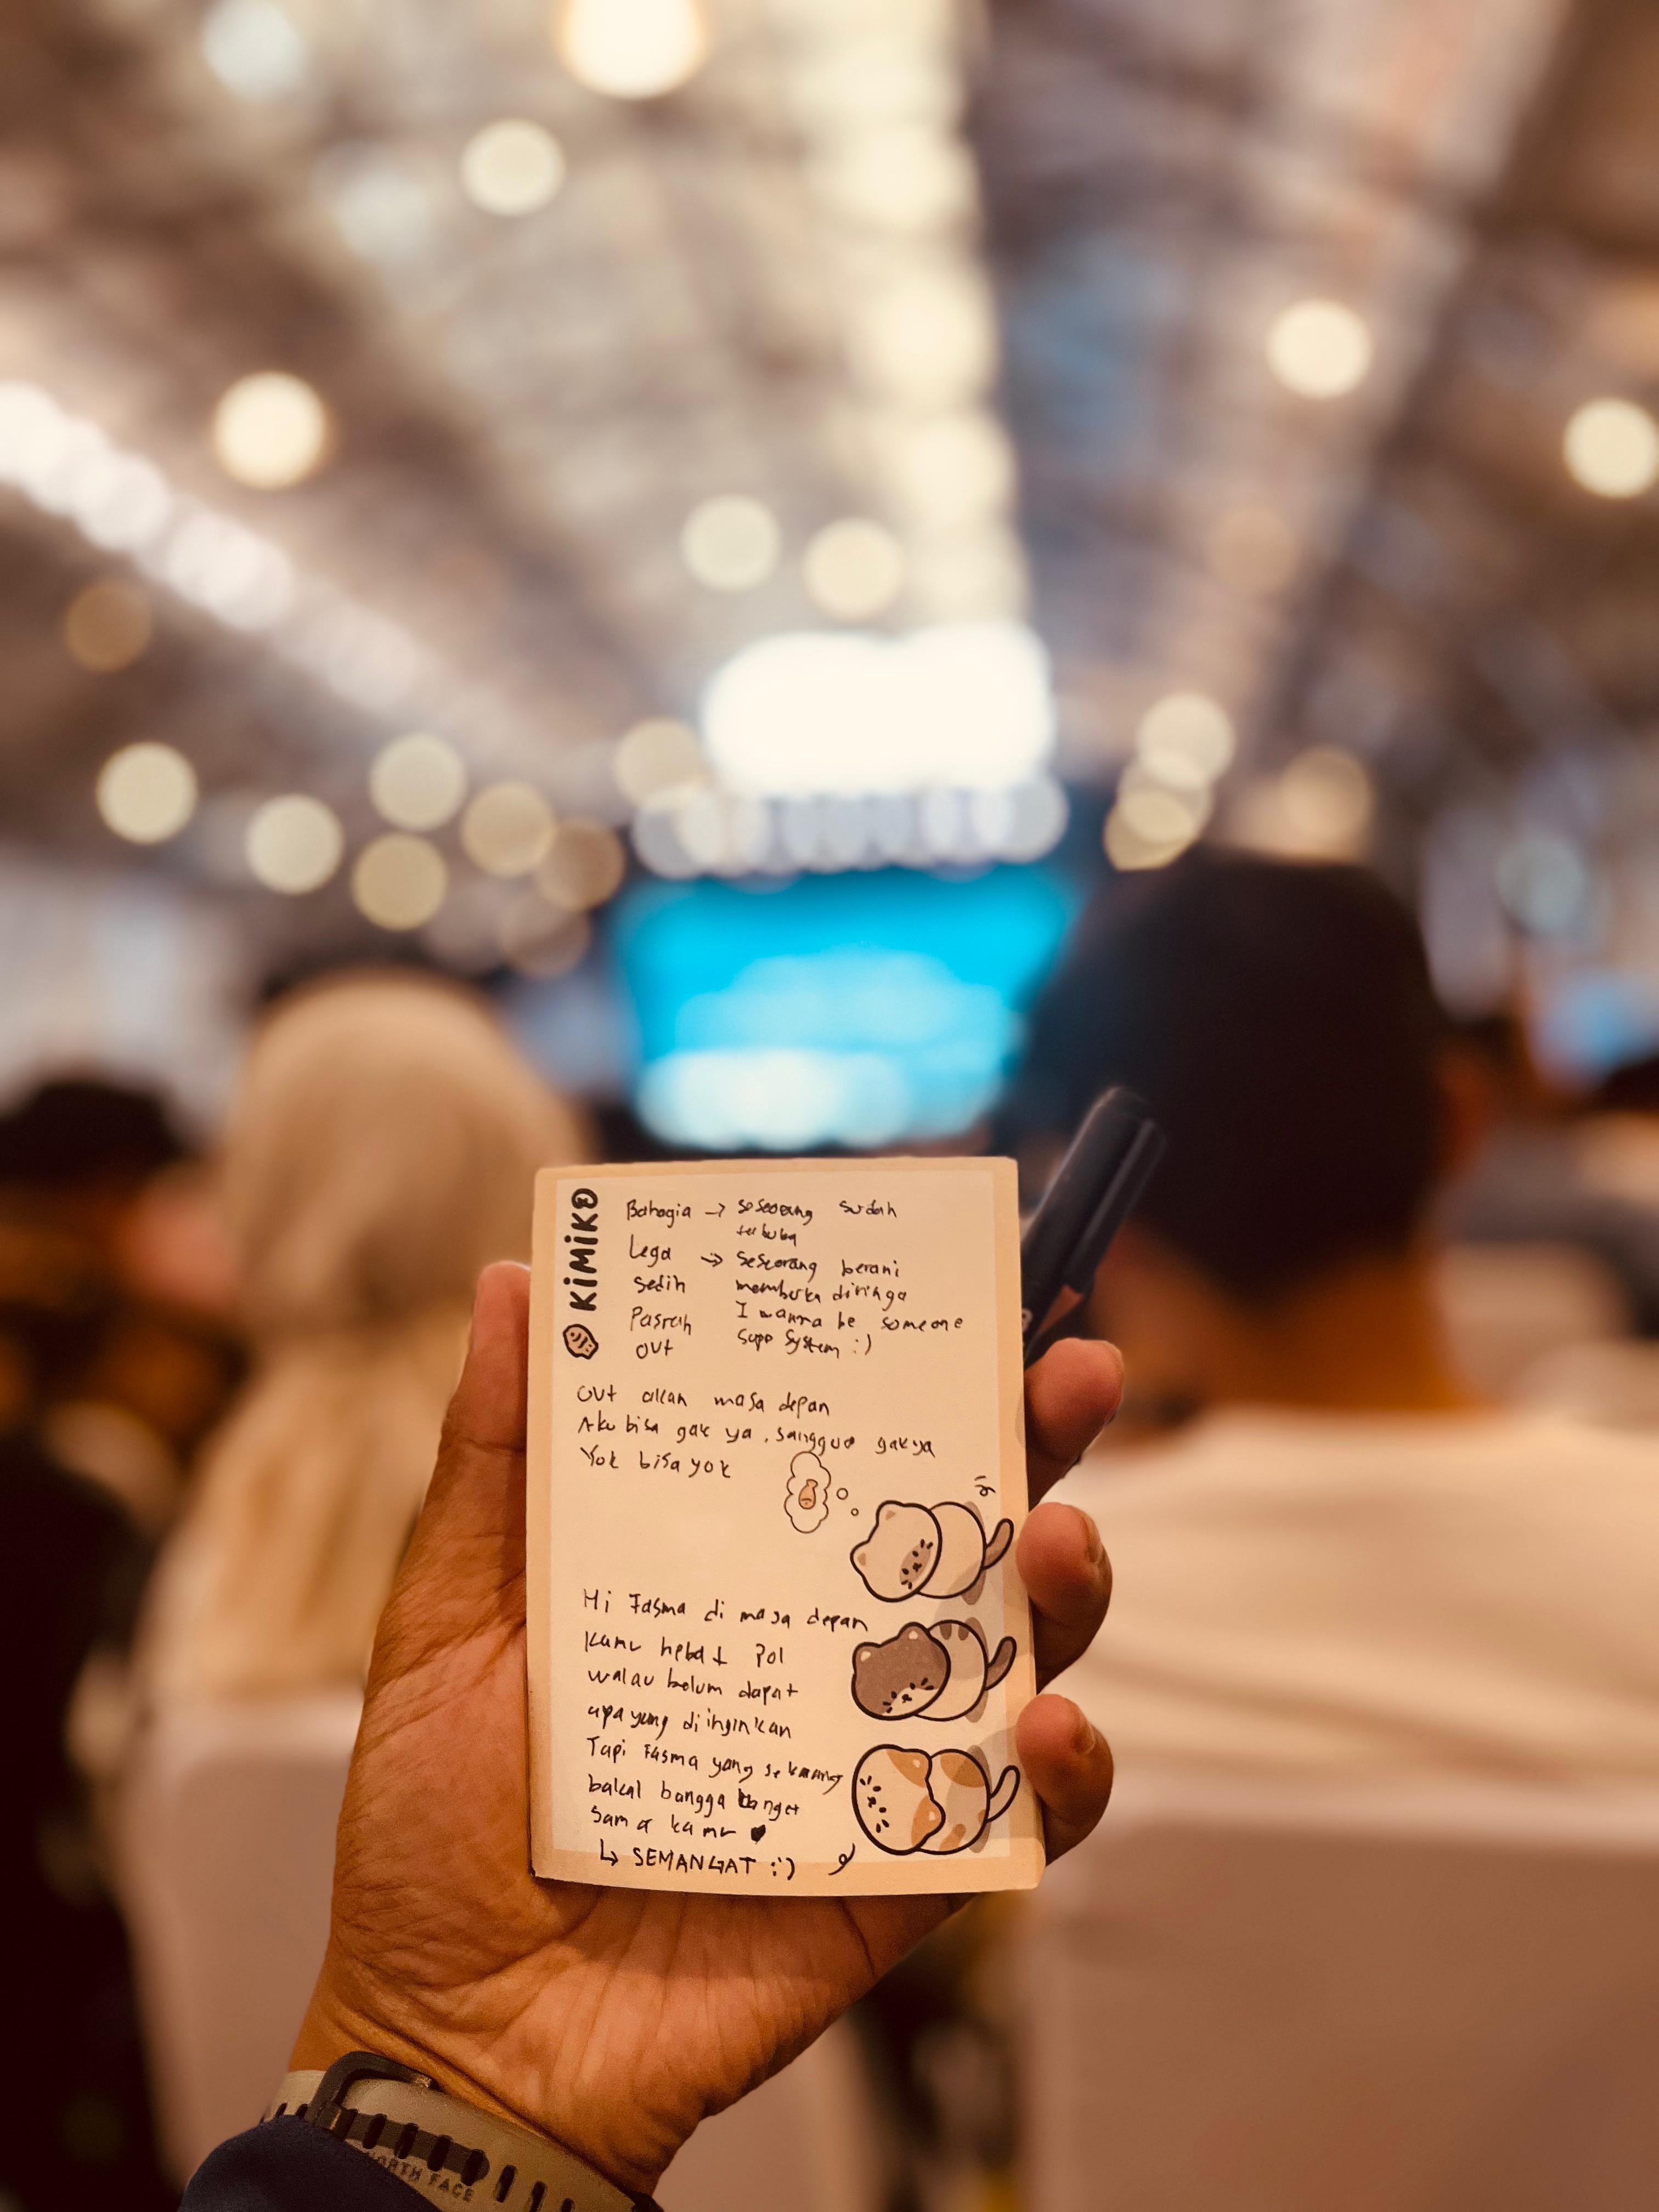 KiMiKO
Bahagia → seseorang sudah
terbuka
Lega → seseorang berani
sedih membuka dirinya
Pasrah I wanna be someone
OVT Supp System :)
OVT akan masa depan
Aku bisa gak ya, sanggup gak ya
Yok bisa yok
Hi Fasma di masa depan
Kamu hebat Pol
walau belum dapat
apa yang diinginkan
Tapi Fasma yang sekarang
bakal bangga banget
sama kamu ♥
↳ SEMANGAT :')
NORTH FACE